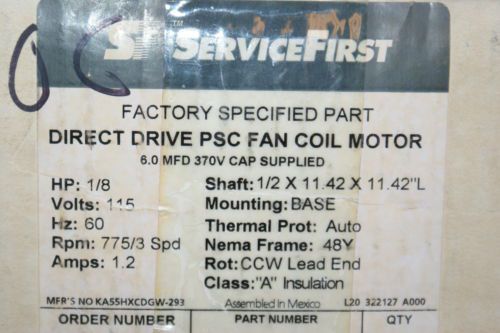 OC
ST™ SERVICEFIRST
FACTORY SPECIFIED PART
DIRECT DRIVE PSC FAN COIL MOTOR
6.0 MFD 370V CAP SUPPLIED
HP: 1/8 Shaft: 1/2 X 11.42 X 11.42"L
Volts: 115 Mounting: BASE
Hz: 60 Thermal Prot: Auto
Rpm: 775/3 Spd Nema Frame: 48Y
Amps: 1.2 Rot: CCW Lead End
Class: "A" Insulation
MFR'S NO KA55HXCDGW-293 Assembled in Mexico L20 322127 A000
ORDER NUMBER PART NUMBER QTY